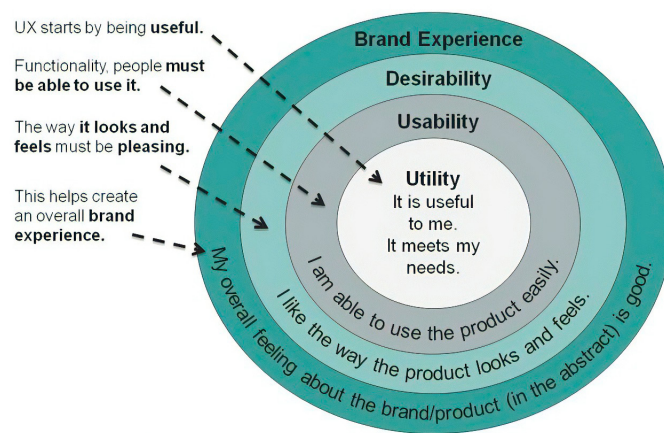 UX starts by being useful.
Functionality, people must
be able to use it.
The way it looks and
feels must be pleasing.
This helps create
an overall brand
experience.
Brand Experience
Desirability
Usability
Utility
It is useful
to me.
It meets my
needs.
I am able to use the product easily.
I like the way the product looks and feels.
My overall feeling about the brand/product (in the abstract) is good.